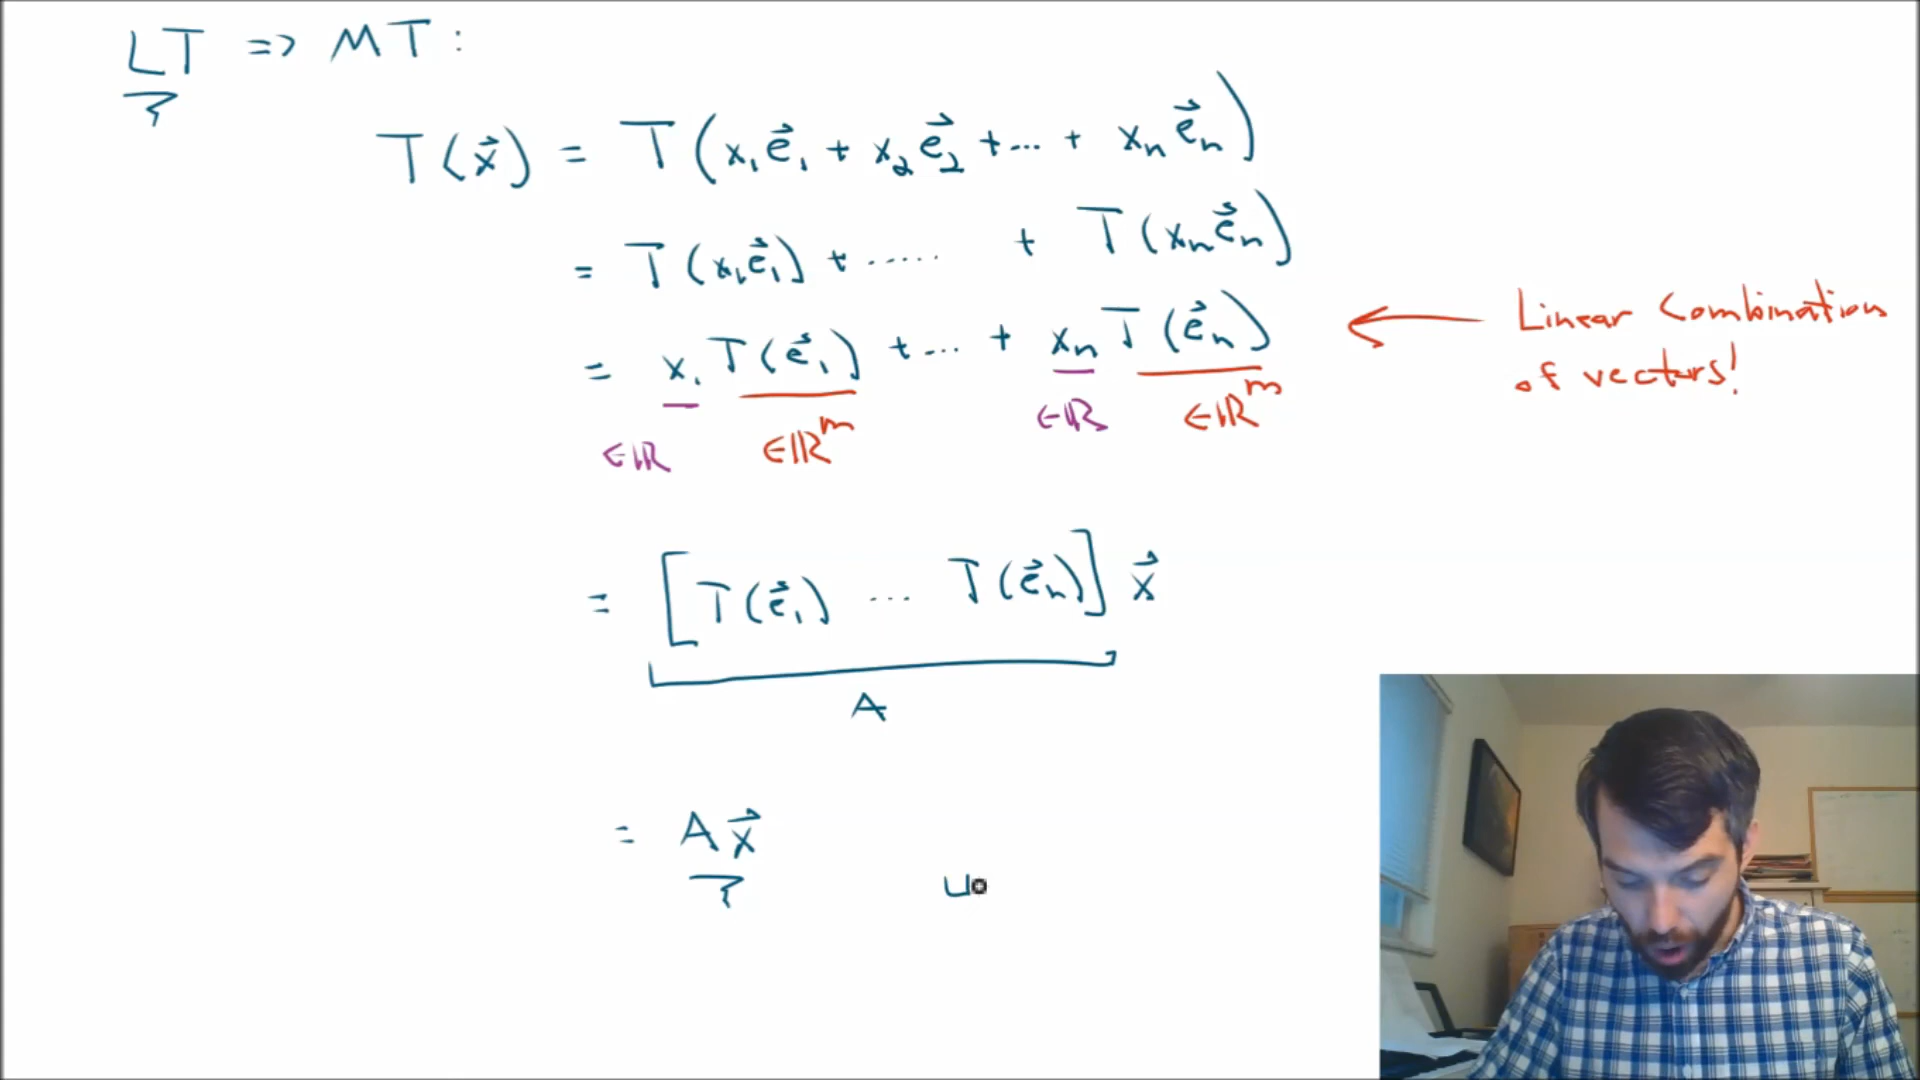 LT => MT:
T(x⃗) = T(x₁e⃗₁ + x₂e⃗₂ + ... + xₙe⃗ₙ)
= T(x₁e⃗₁) + ..... + T(xₙe⃗ₙ)
= x₁T(e⃗₁) + ... + xₙT(e⃗ₙ) ← Linear Combination
of vectors!
∈ℝ ∈ℝᵐ ∈ℝ ∈ℝᵐ
= [T(e⃗₁) ... T(e⃗ₙ)] x⃗
A
= Ax⃗